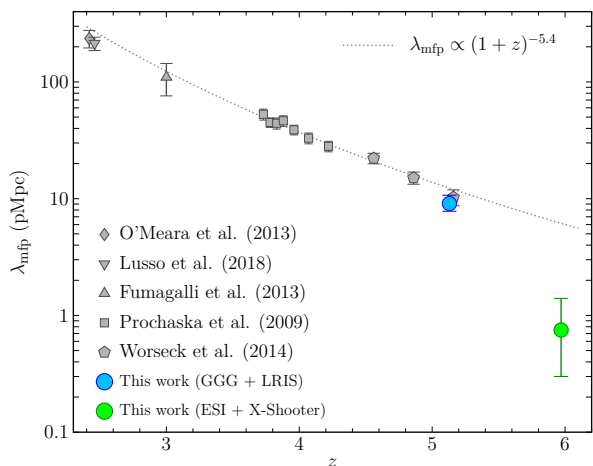 λmfp ∝ (1 + z)^−5.4
100
10
1
0.1
λmfp (pMpc)
O'Meara et al. (2013)
Lusso et al. (2018)
Fumagalli et al. (2013)
Prochaska et al. (2009)
Worseck et al. (2014)
This work (GGG + LRIS)
This work (ESI + X-Shooter)
3 4 5 6
z